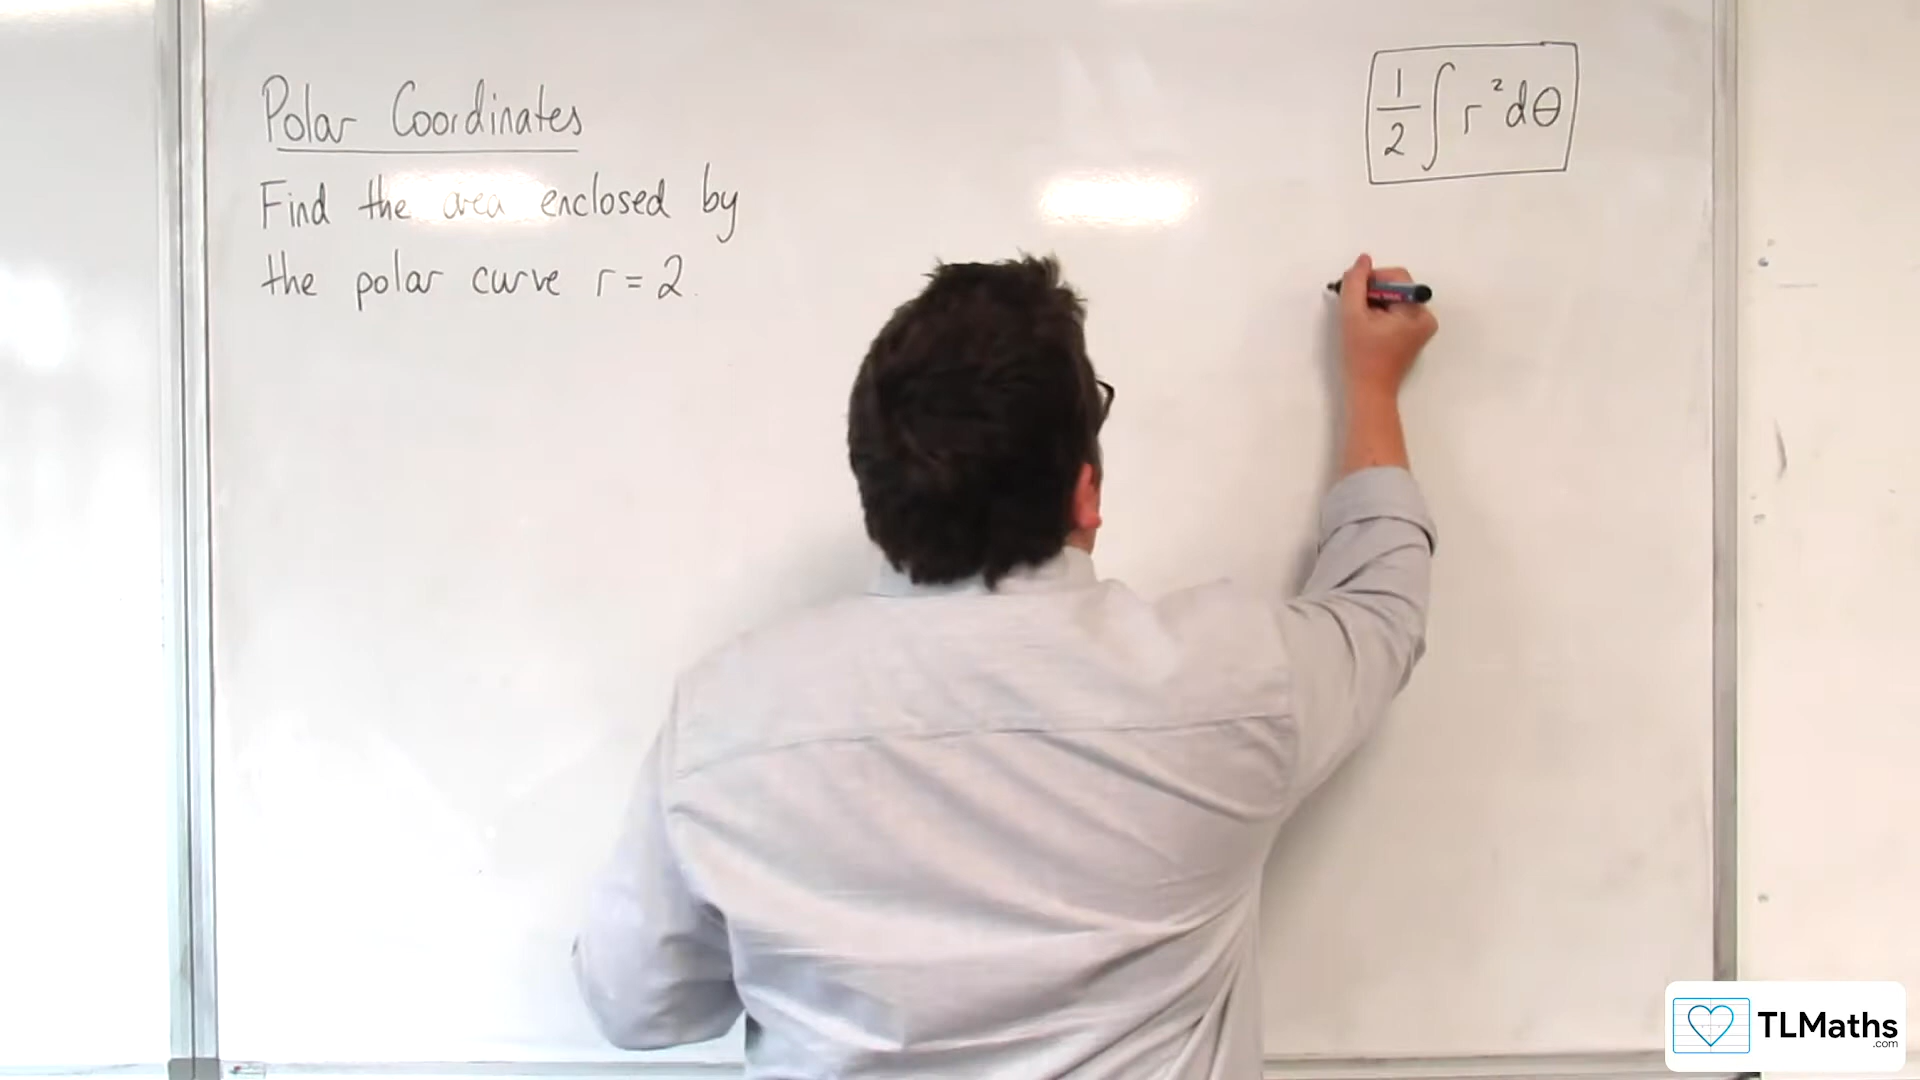 Polar Coordinates
Find the area enclosed by
the polar curve r = 2.
1/2 ∫ r² dθ
TLMaths
.com